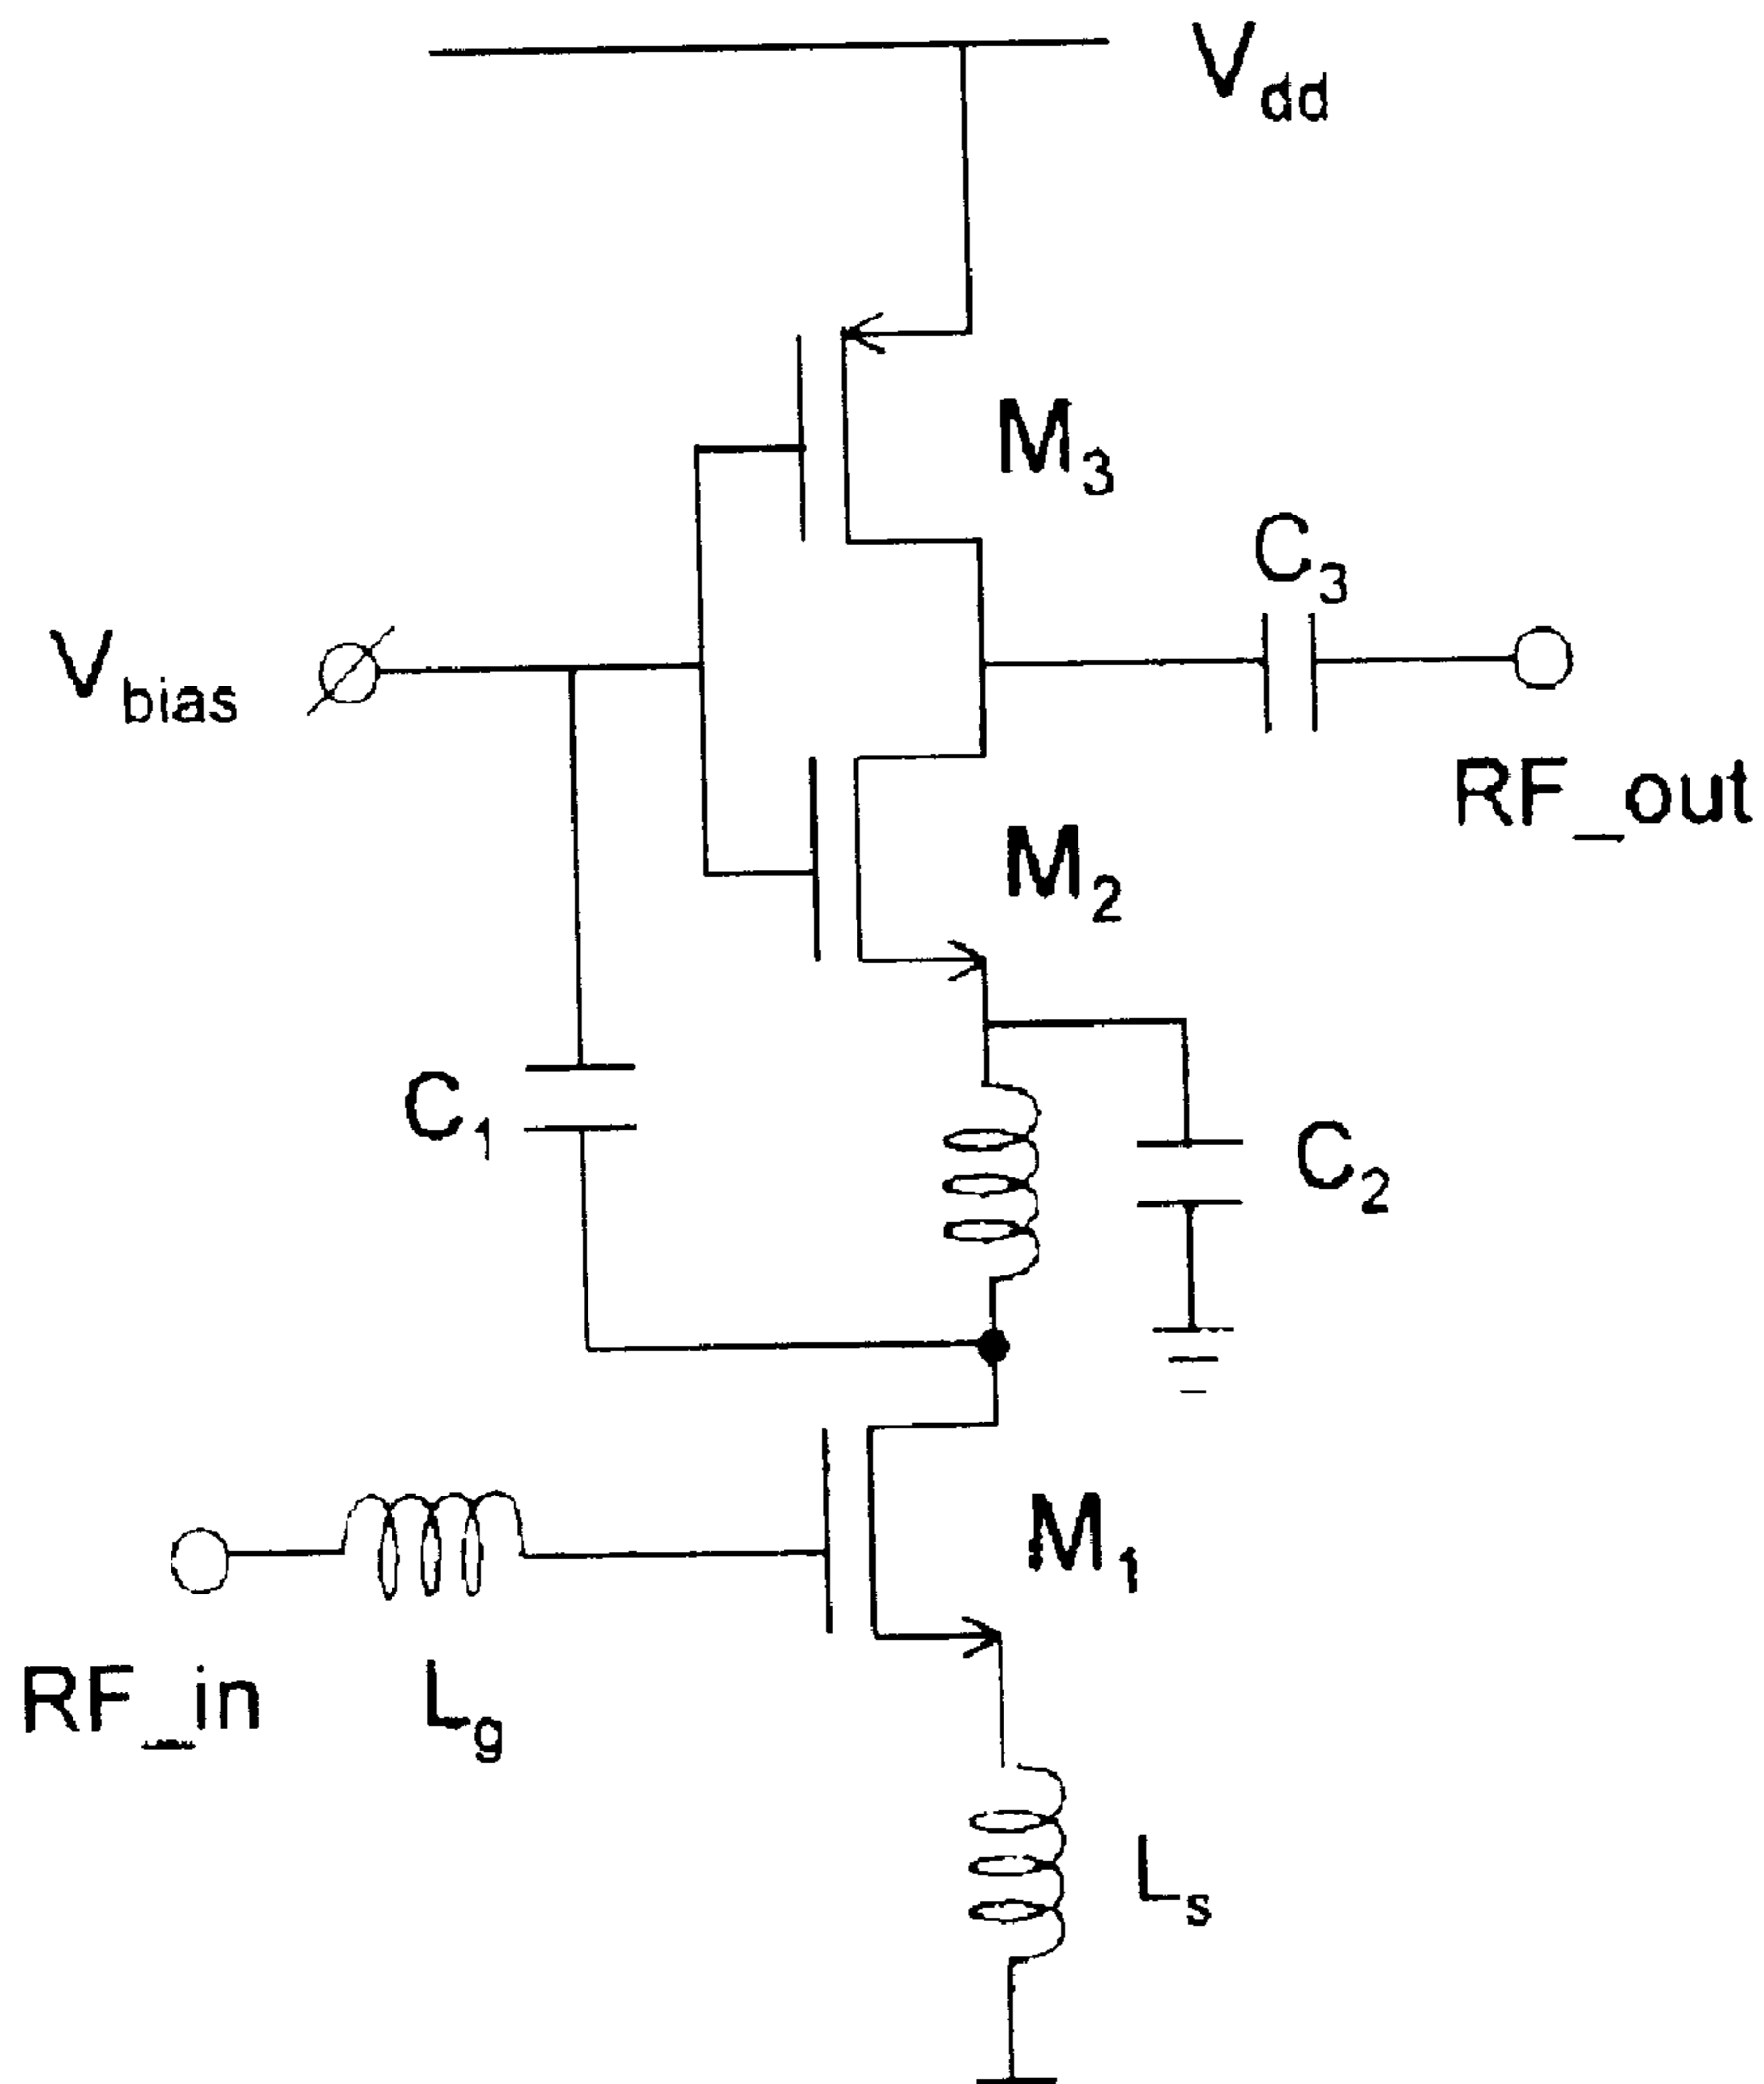 Vdd
M3
C3
Vbias
RF_out
M2
C1
C2
M1
RF_in
Lg
Ls